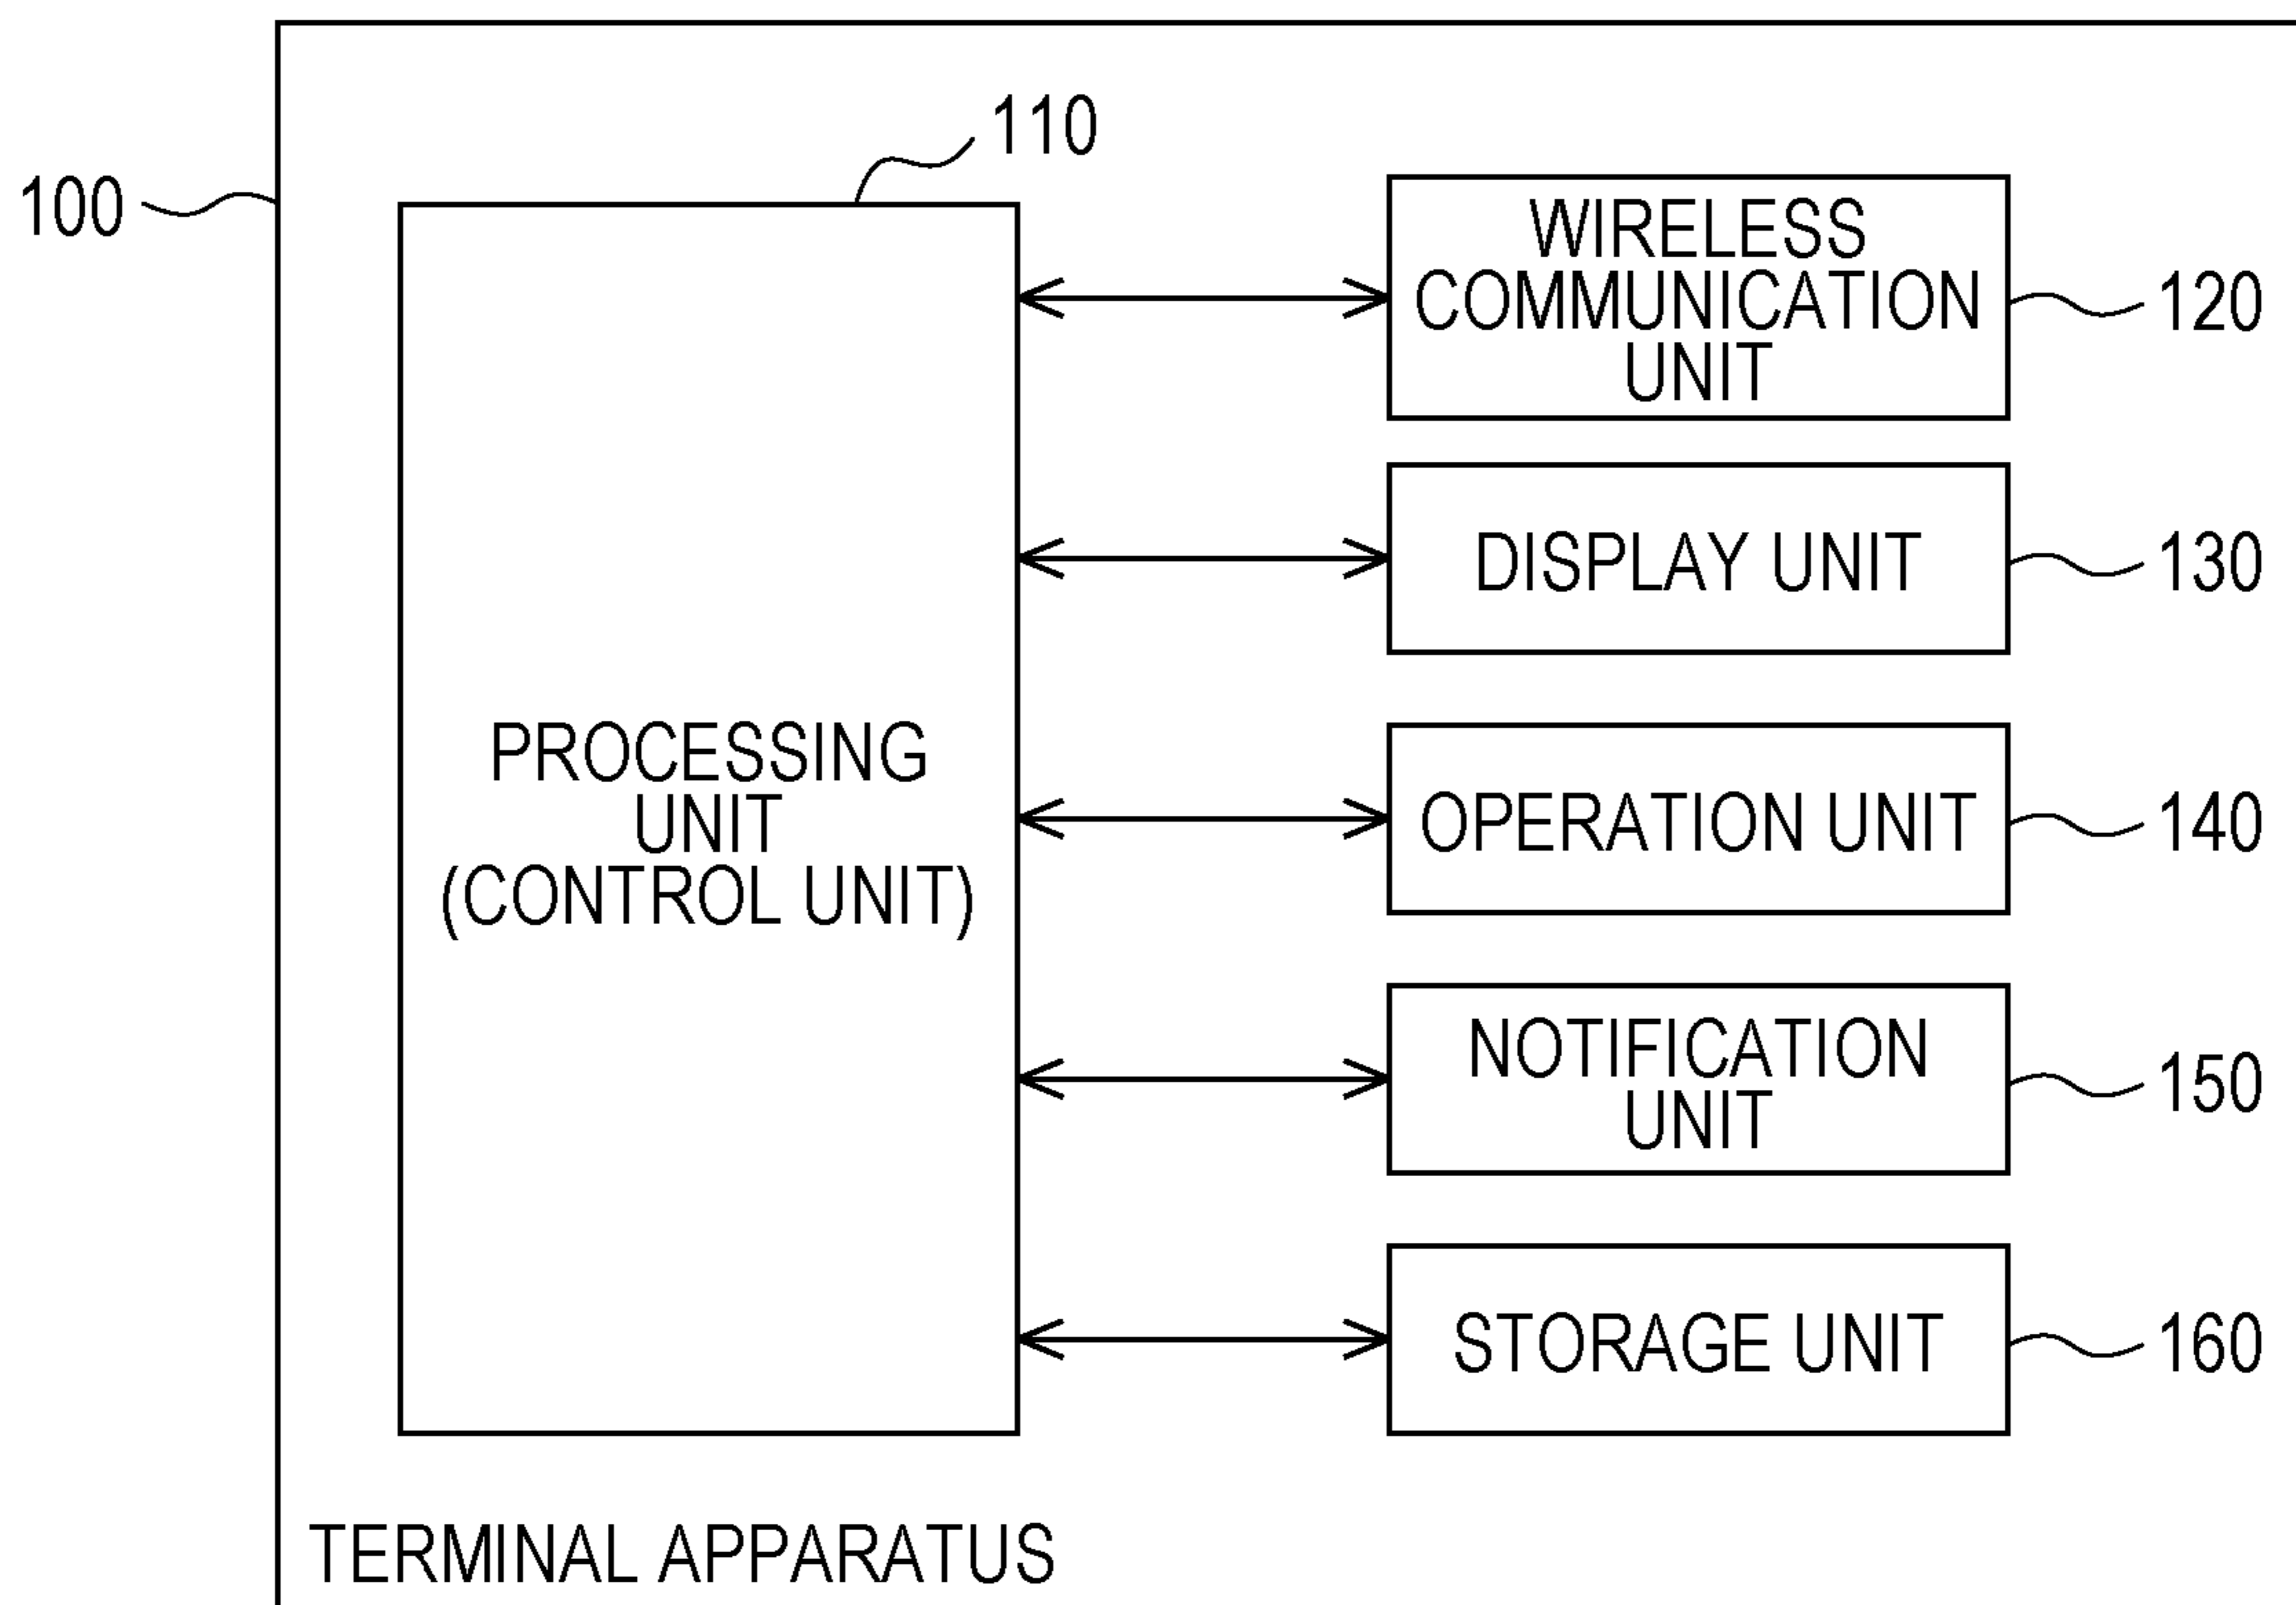 110
100
WIRELESS
COMMUNICATION
UNIT
120
DISPLAY UNIT
130
PROCESSING
UNIT
(CONTROL UNIT)
OPERATION UNIT
140
NOTIFICATION
UNIT
150
STORAGE UNIT
160
TERMINAL APPARATUS